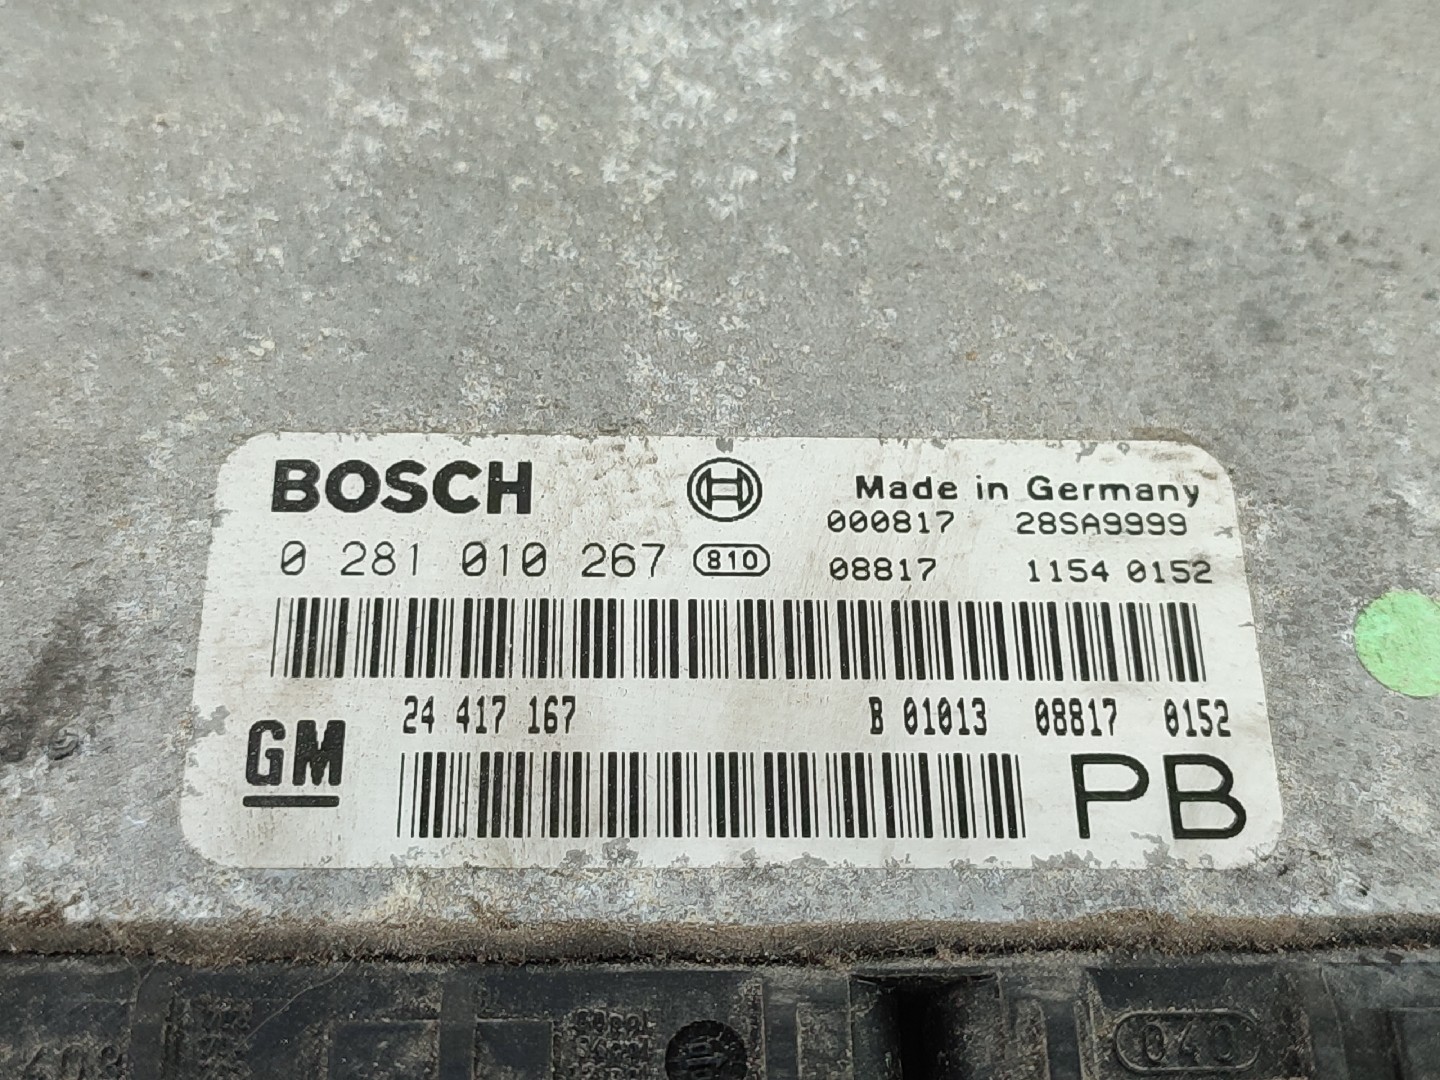 BOSCH
Made in Germany
000817 28SA9999
0 281 010 267 810
08817 1154 0152
24 417 167 B 01013 08817 0152
GM
PB
040